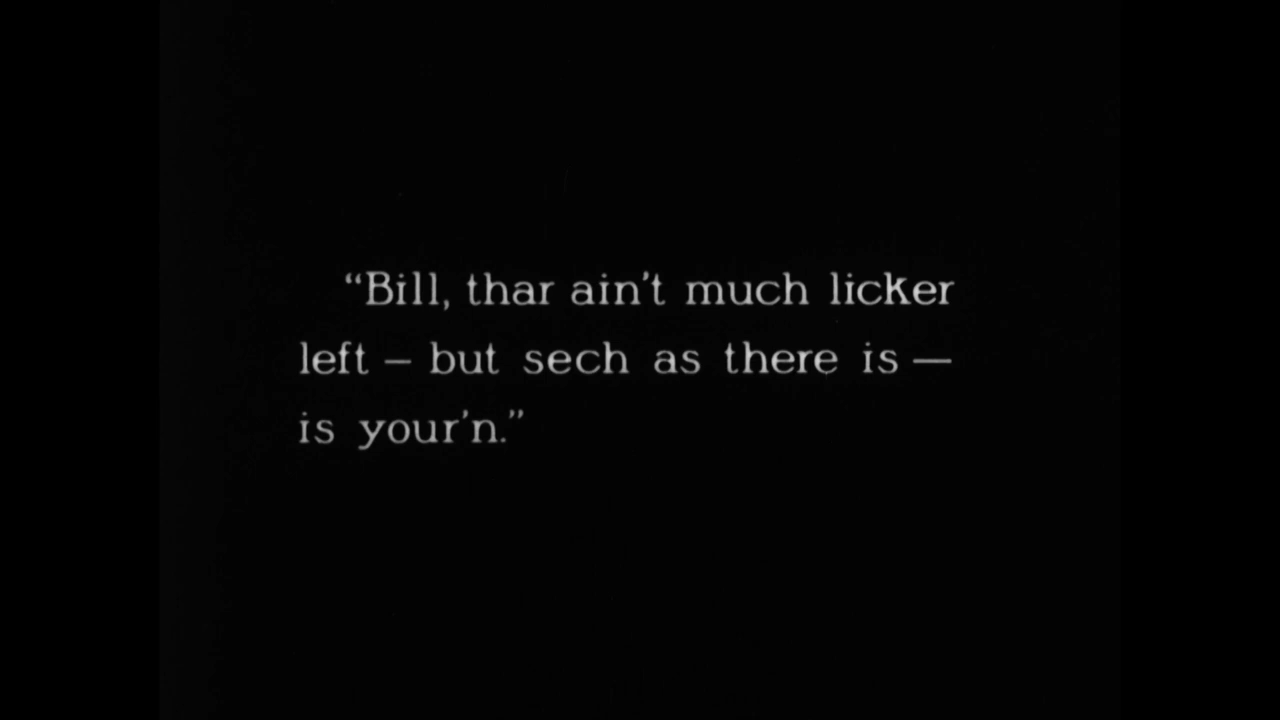 “Bill, thar ain't much licker
left – but sech as there is —
is your'n.”